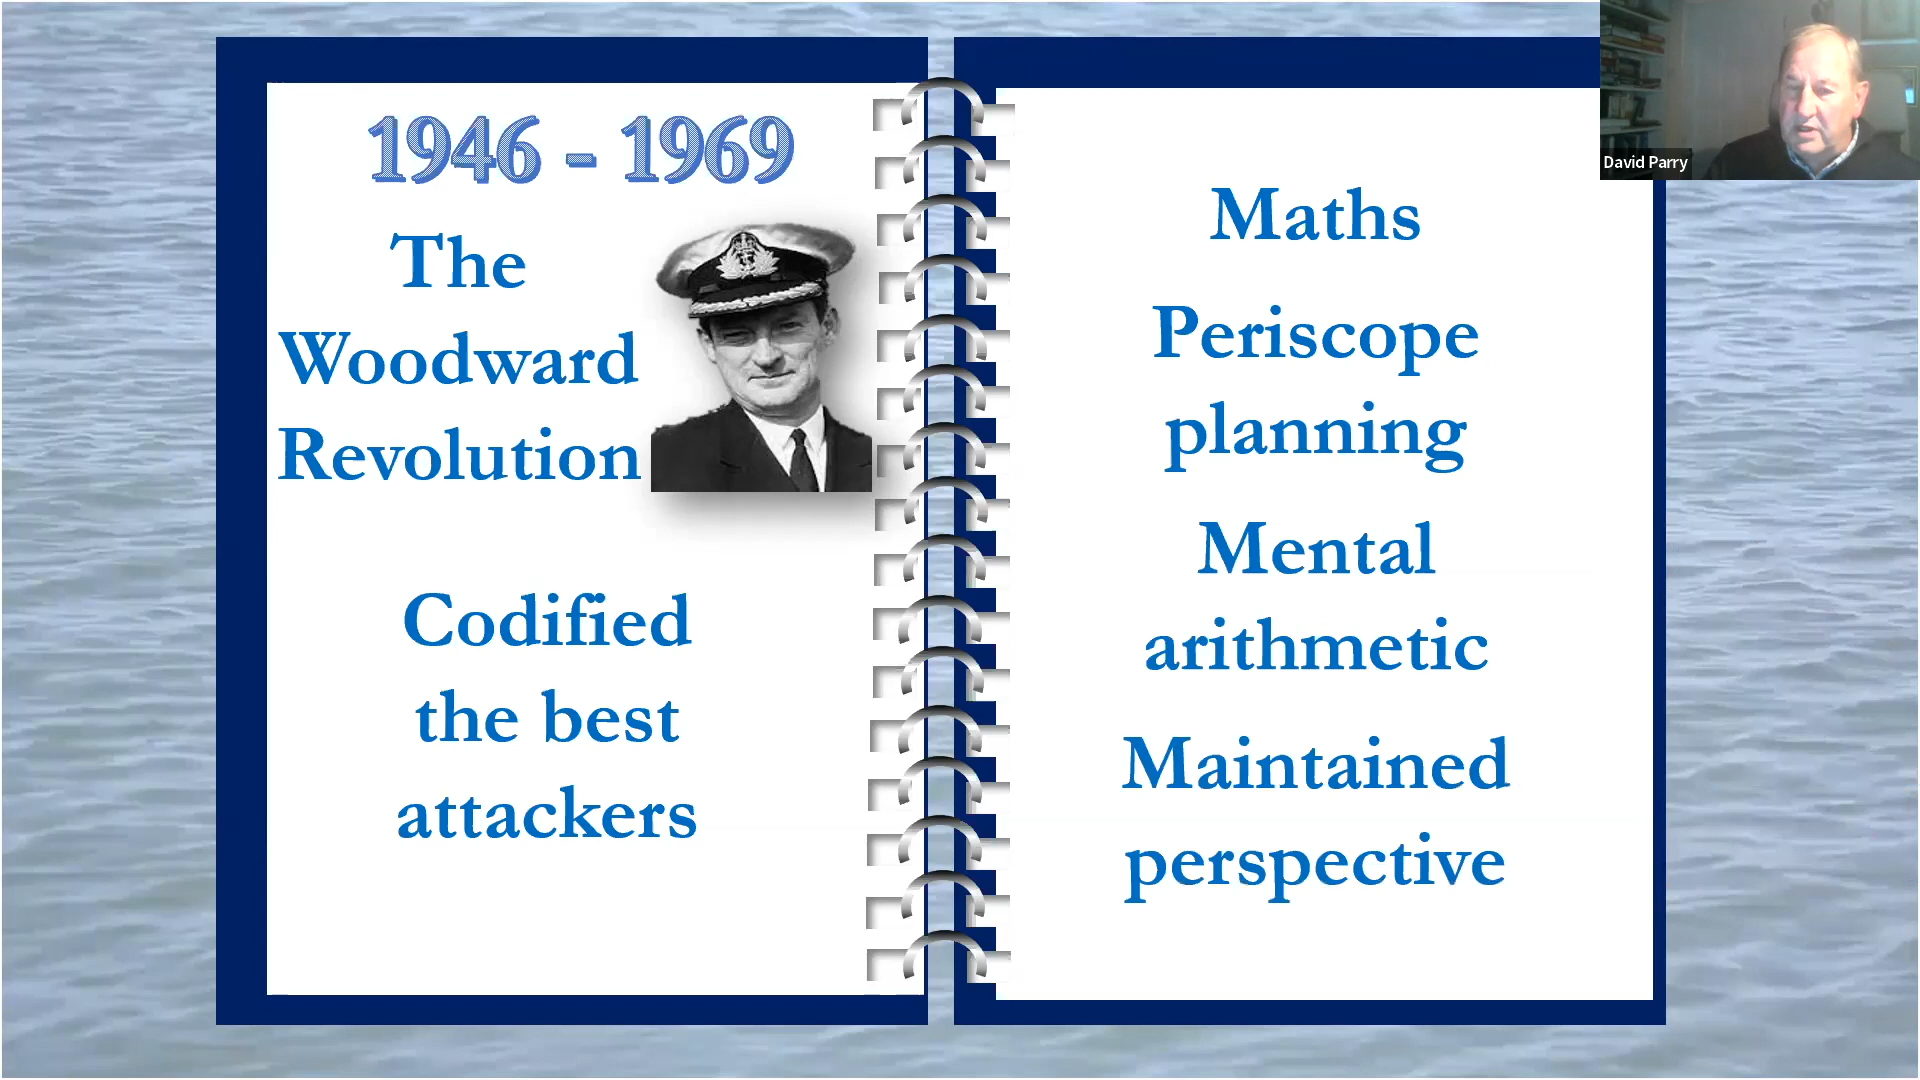 1946 - 1969
The
Woodward
Revolution
Codified
the best
attackers
Maths
Periscope
planning
Mental
arithmetic
Maintained
perspective
David Parry